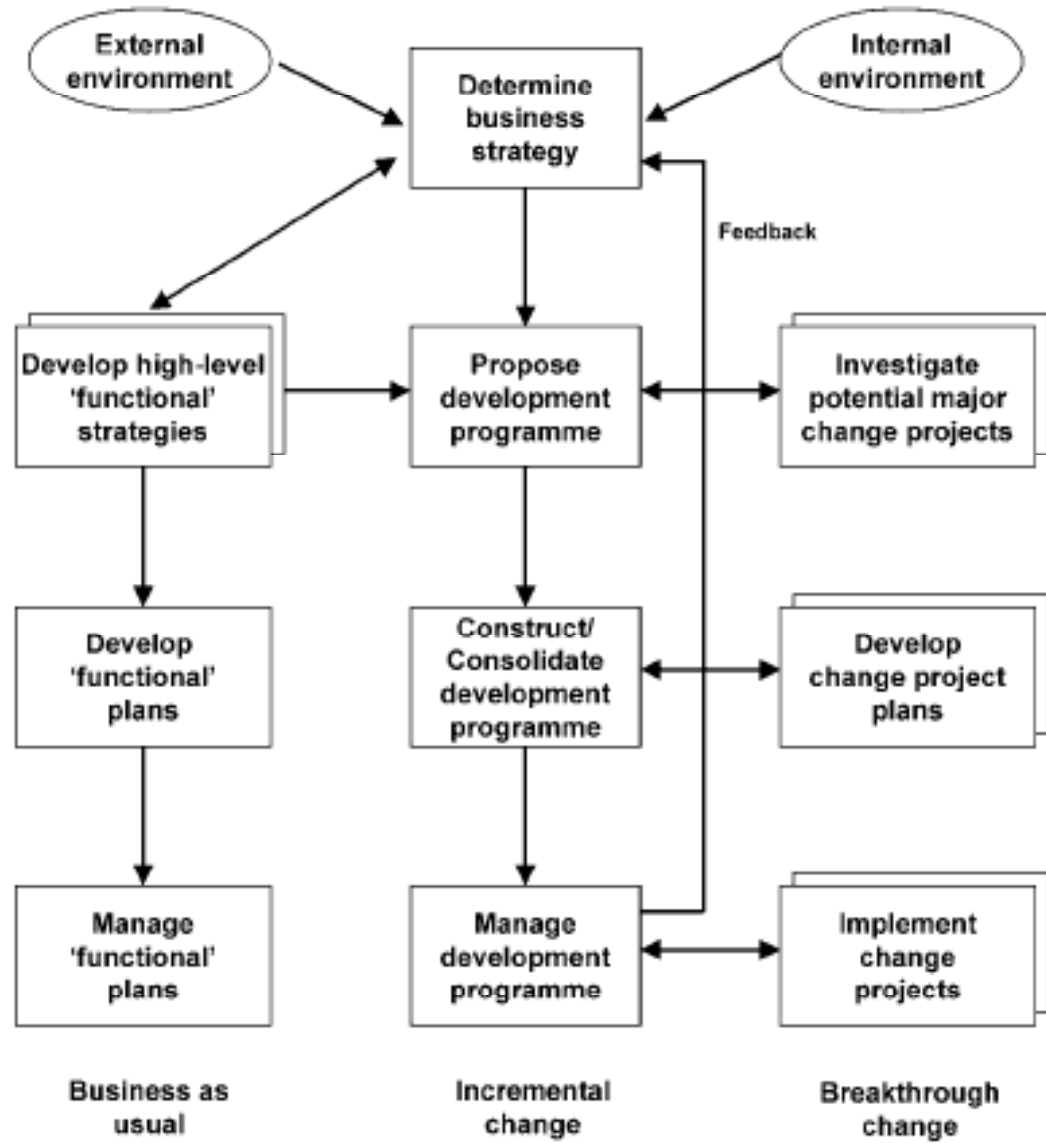 External
environment
Determine
business
strategy
Internal
environment
Feedback
Develop high-level
‘functional’
strategies
Propose
development
programme
Investigate
potential major
change projects
Develop
‘functional’
plans
Construct/
Consolidate
development
programme
Develop
change project
plans
Manage
‘functional’
plans
Manage
development
programme
Implement
change
projects
Business as
usual
Incremental
change
Breakthrough
change